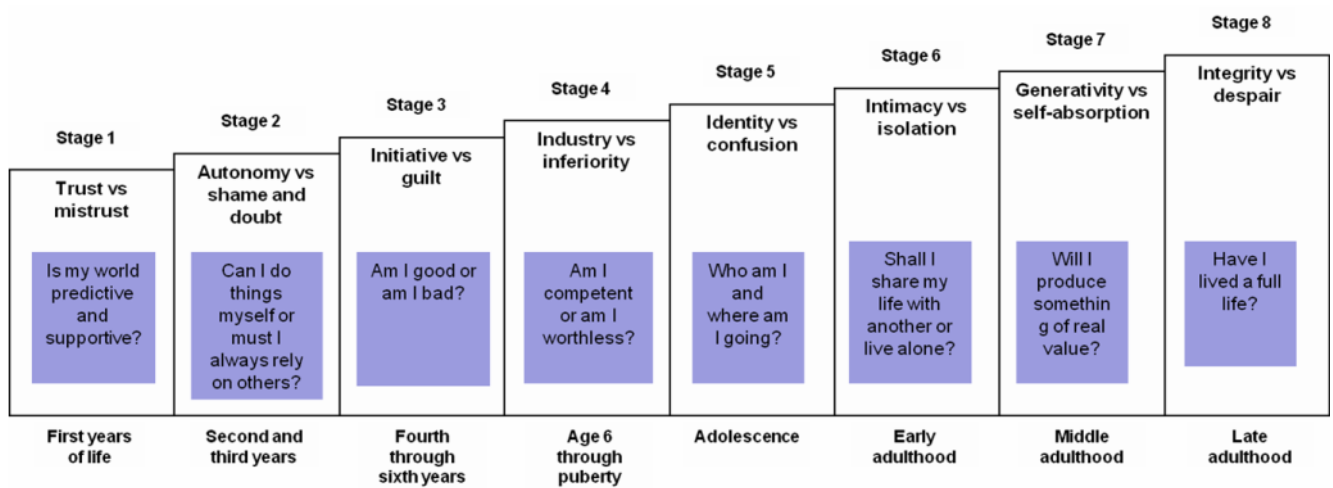 Stage 1
Trust vs
mistrust
Is my world
predictive
and
supportive?
First years
of life
Stage 2
Autonomy vs
shame and
doubt
Can I do
things
myself or
must I
always rely
on others?
Second and
third years
Stage 3
Initiative vs
guilt
Am I good or
am I bad?
Fourth
through
sixth years
Stage 4
Industry vs
inferiority
Am I
competent
or am I
worthless?
Age 6
through
puberty
Stage 5
Identity vs
confusion
Who am I
and
where am
I going?
Adolescence
Stage 6
Intimacy vs
isolation
Shall I
share my
life with
another or
live alone?
Early
adulthood
Stage 7
Generativity vs
self-absorption
Will I
produce
somethin
g of real
value?
Middle
adulthood
Stage 8
Integrity vs
despair
Have I
lived a full
life?
Late
adulthood